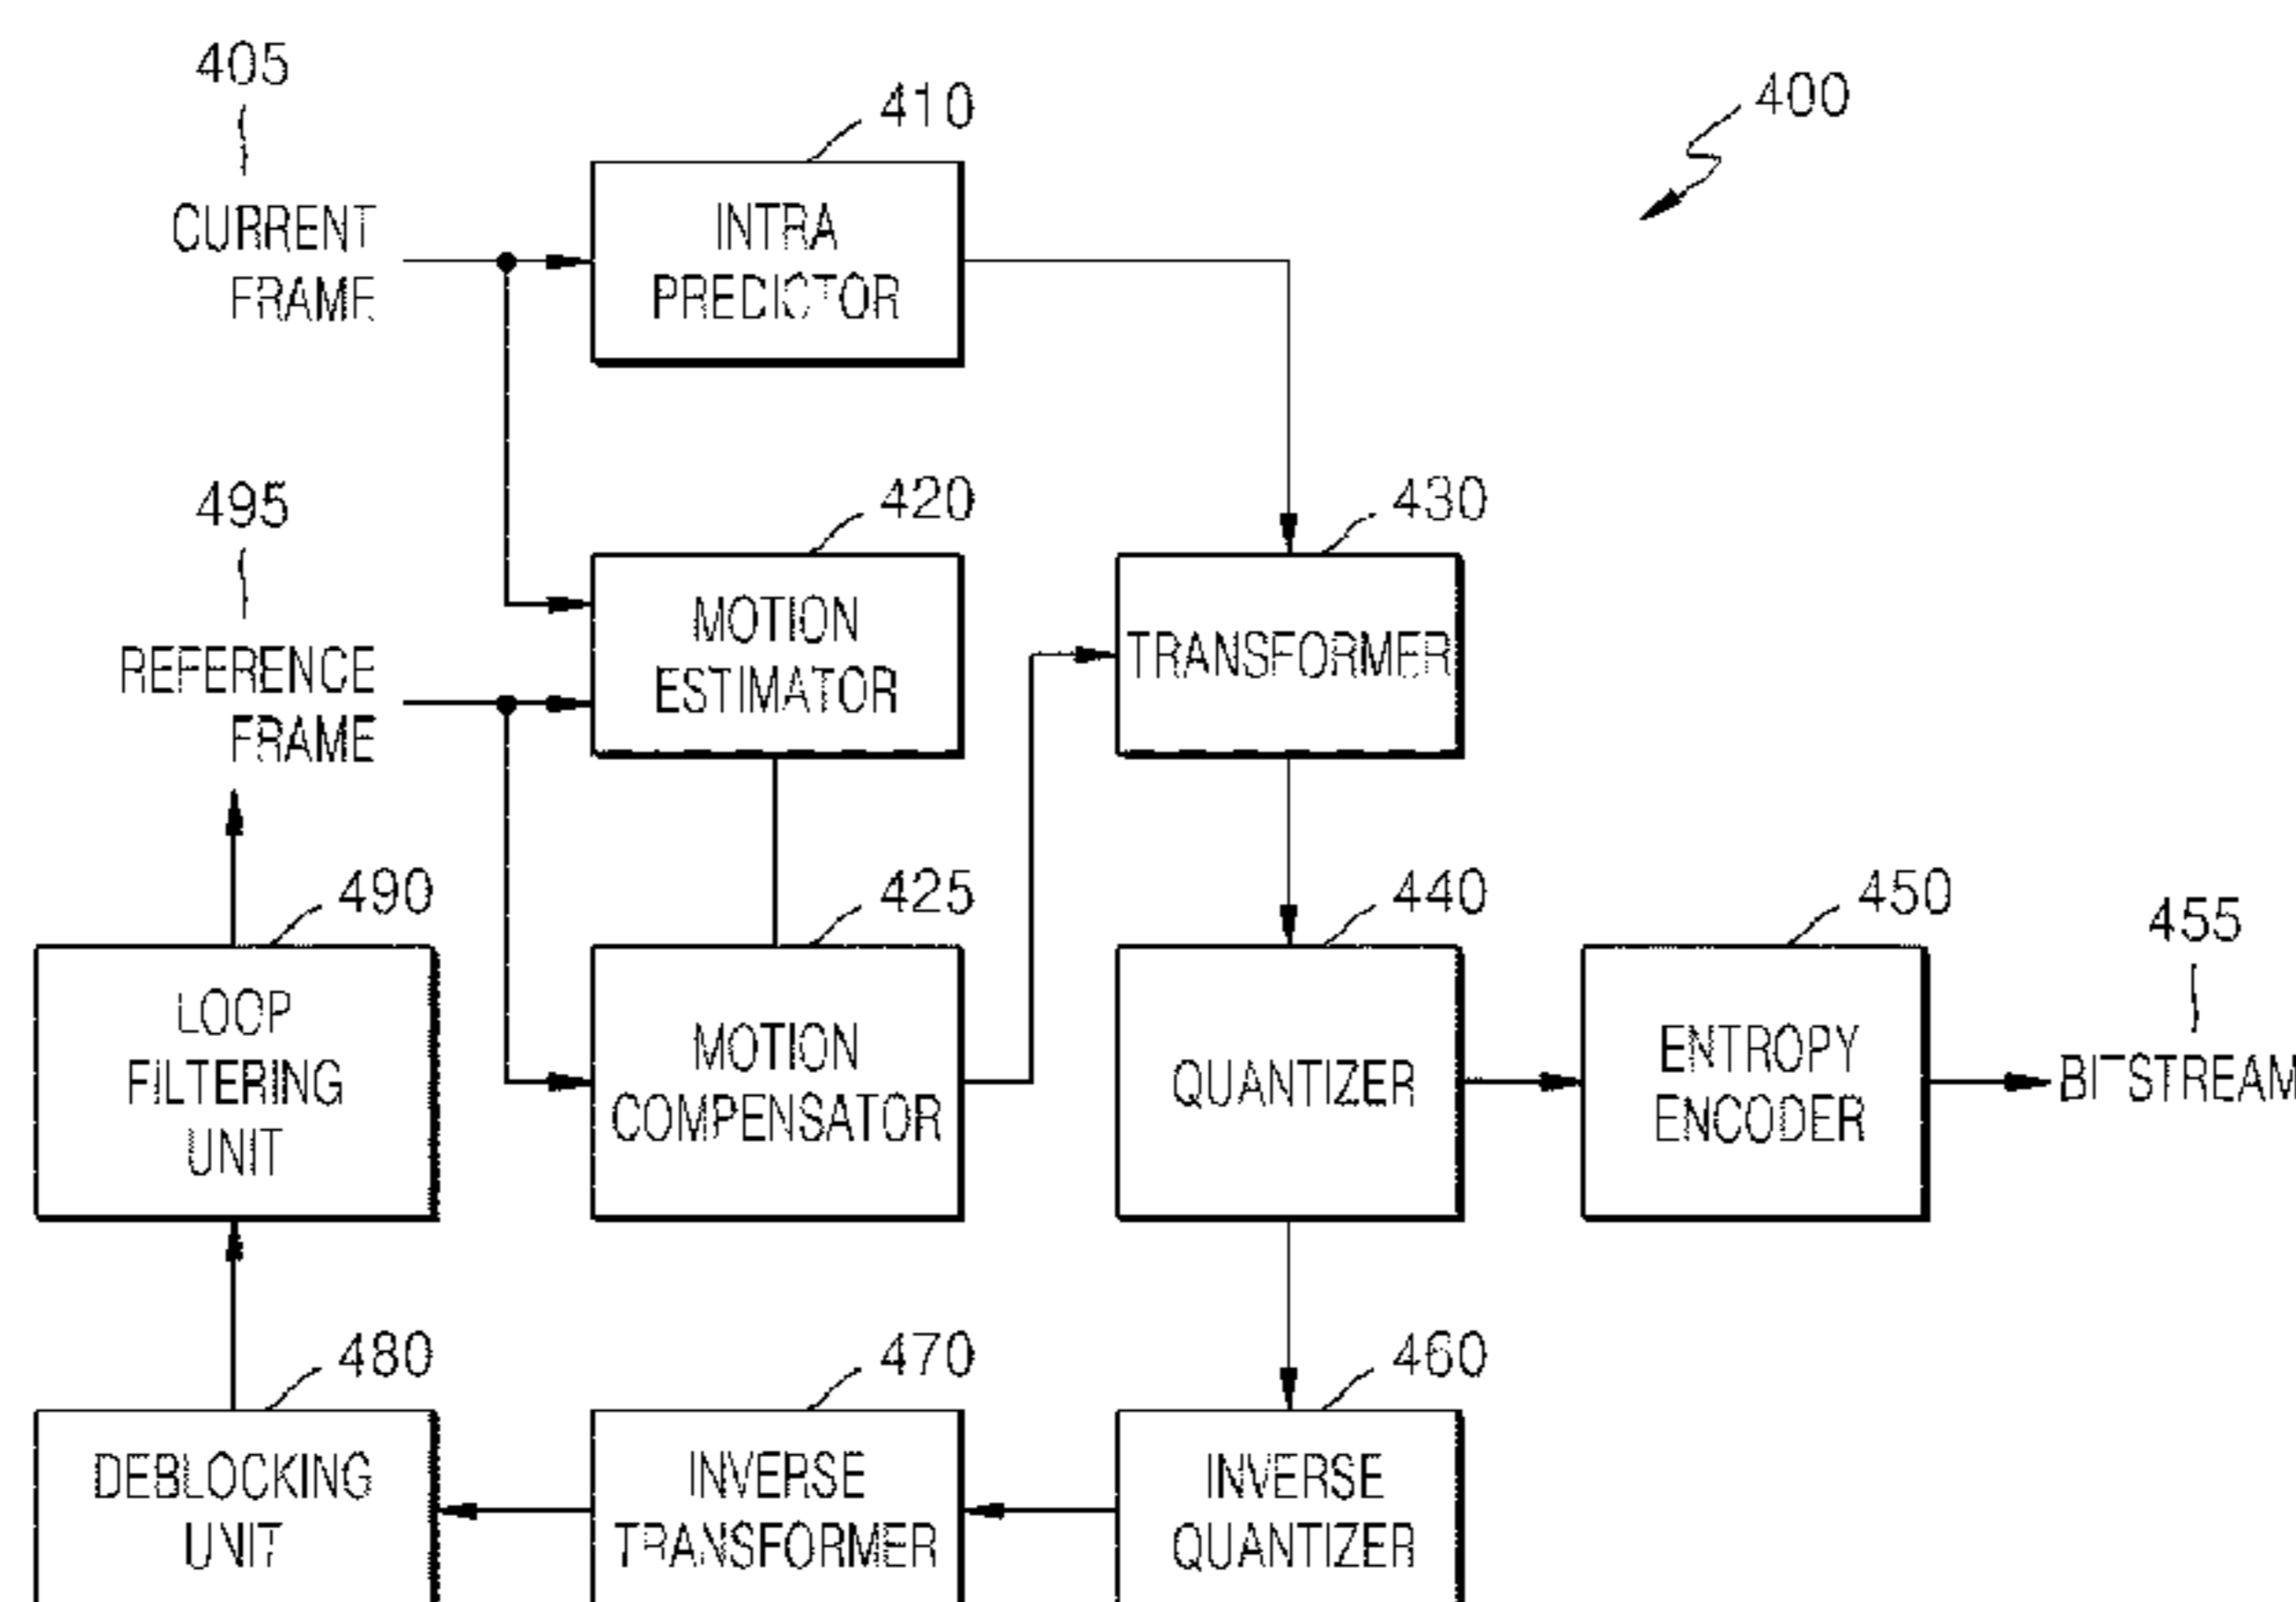 405
410
400
CURRENT
FRAME
INTRA
PREDICTOR
495
420
430
REFERENCE
FRAME
MOTION
ESTIMATOR
TRANSFORMER
490
425
440
450
455
LOOP
FILTERING
UNIT
MOTION
COMPENSATOR
QUANTIZER
ENTROPY
ENCODER
BITSTREAM
480
470
460
DEBLOCKING
UNIT
INVERSE
TRANSFORMER
INVERSE
QUANTIZER